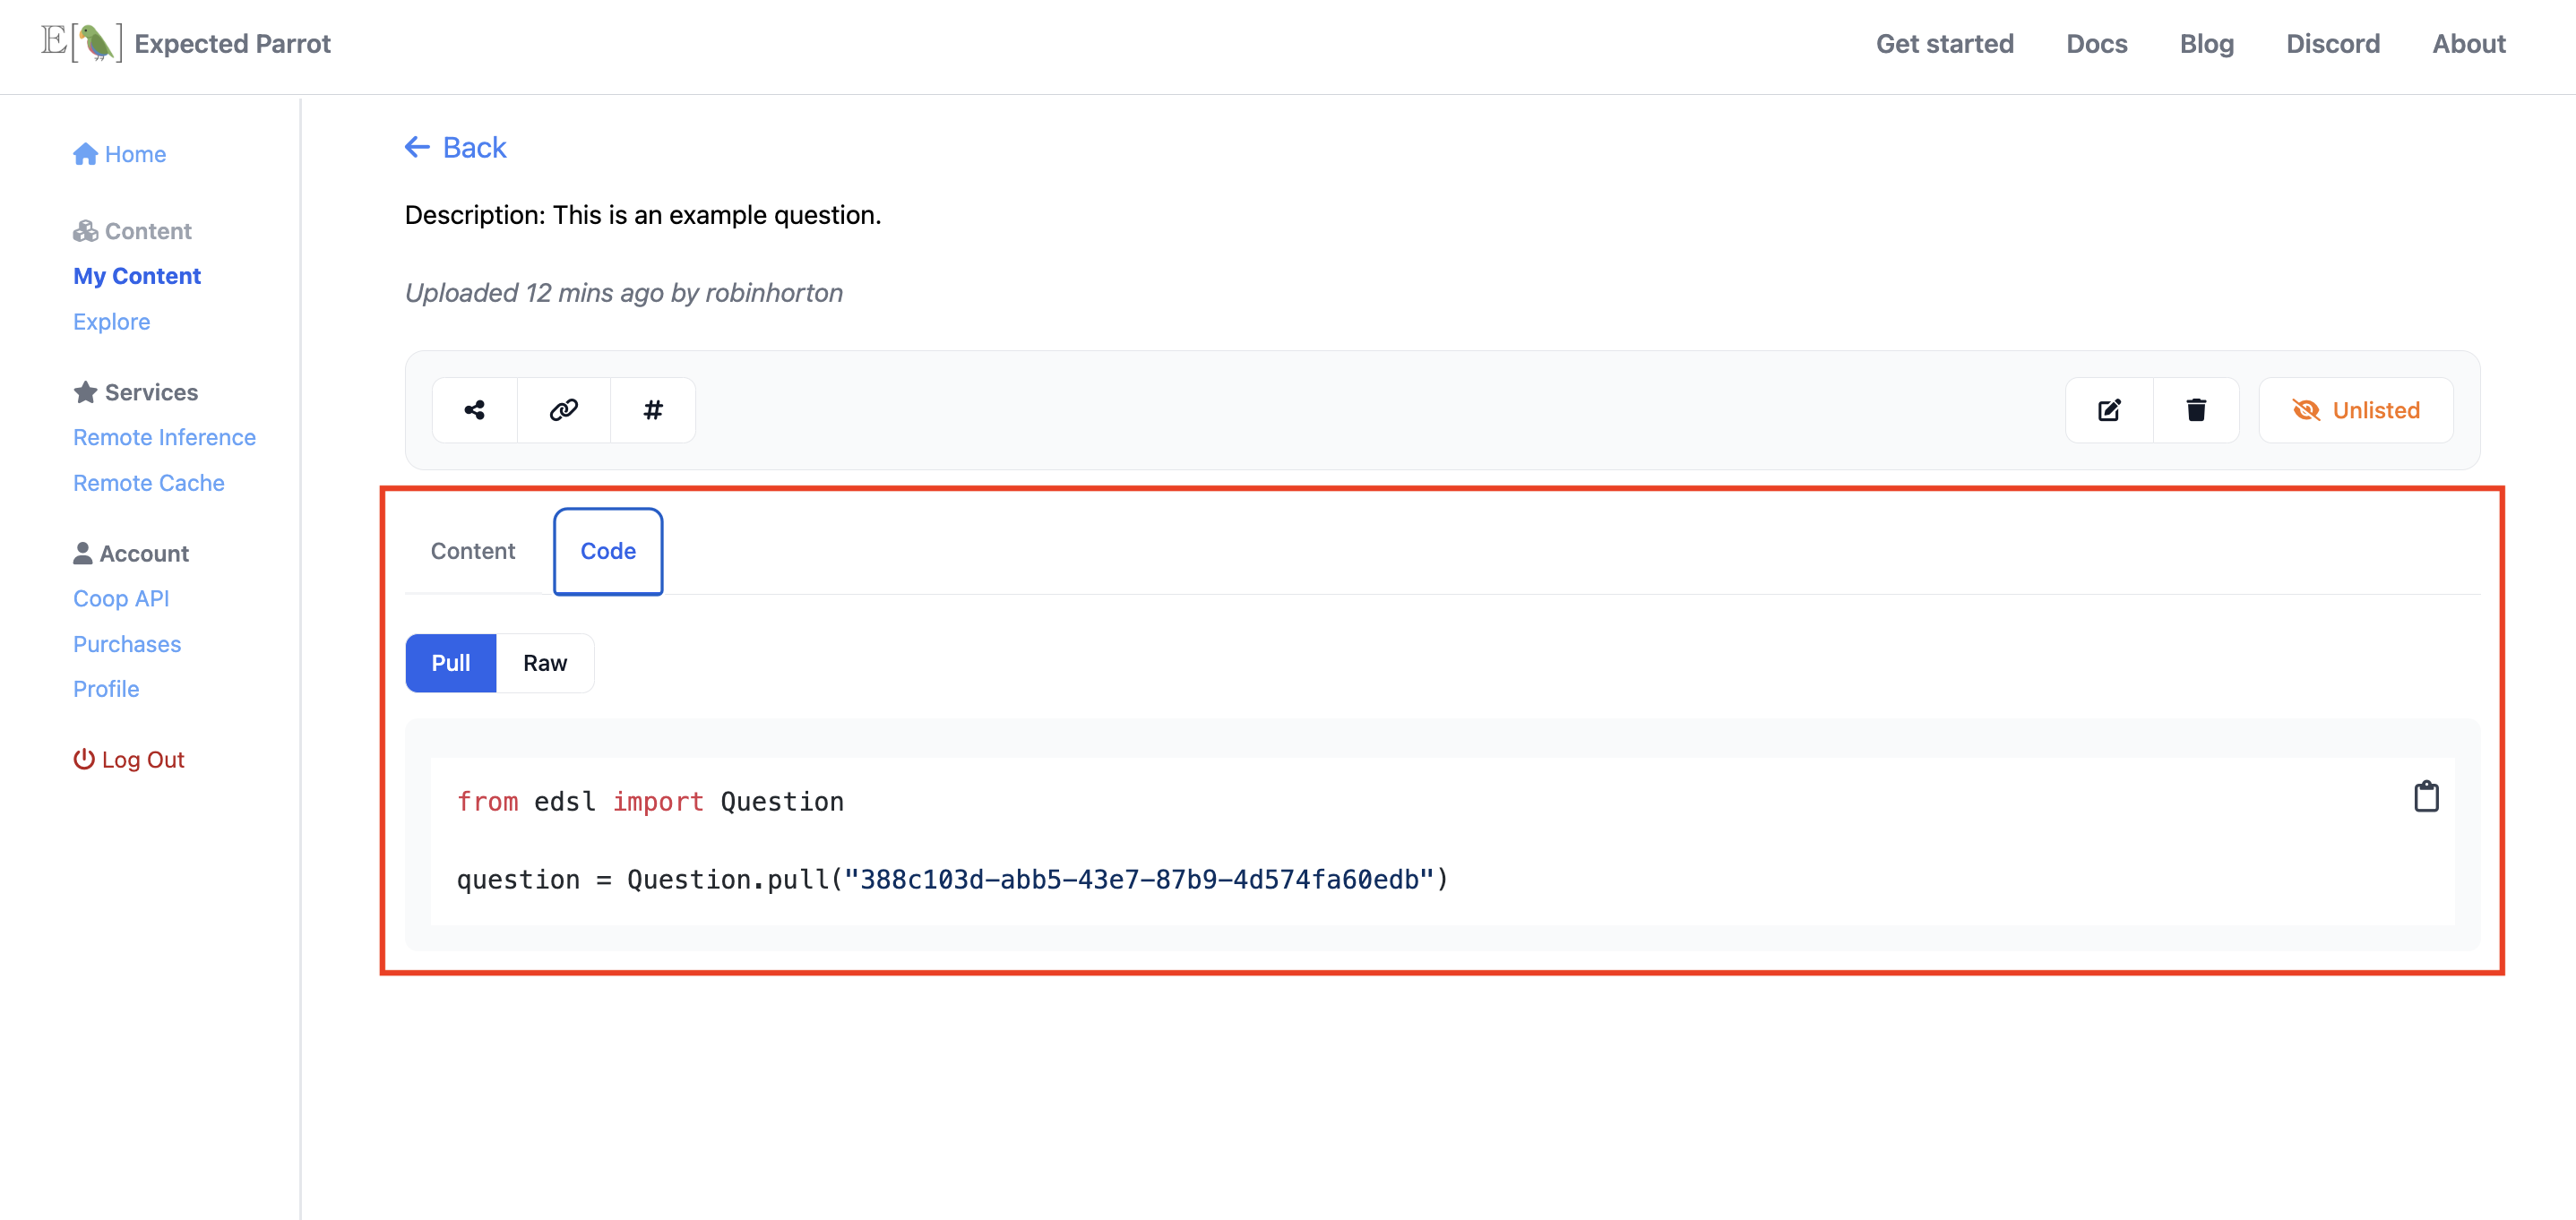 E[🦜] Expected Parrot
Get started Docs Blog Discord About
Home
Content
My Content
Explore
Services
Remote Inference
Remote Cache
Account
Coop API
Purchases
Profile
Log Out
← Back
Description: This is an example question.
Uploaded 12 mins ago by robinhorton
#
Unlisted
Content Code
Pull Raw
from edsl import Question
question = Question.pull("388c103d-abb5-43e7-87b9-4d574fa60edb")